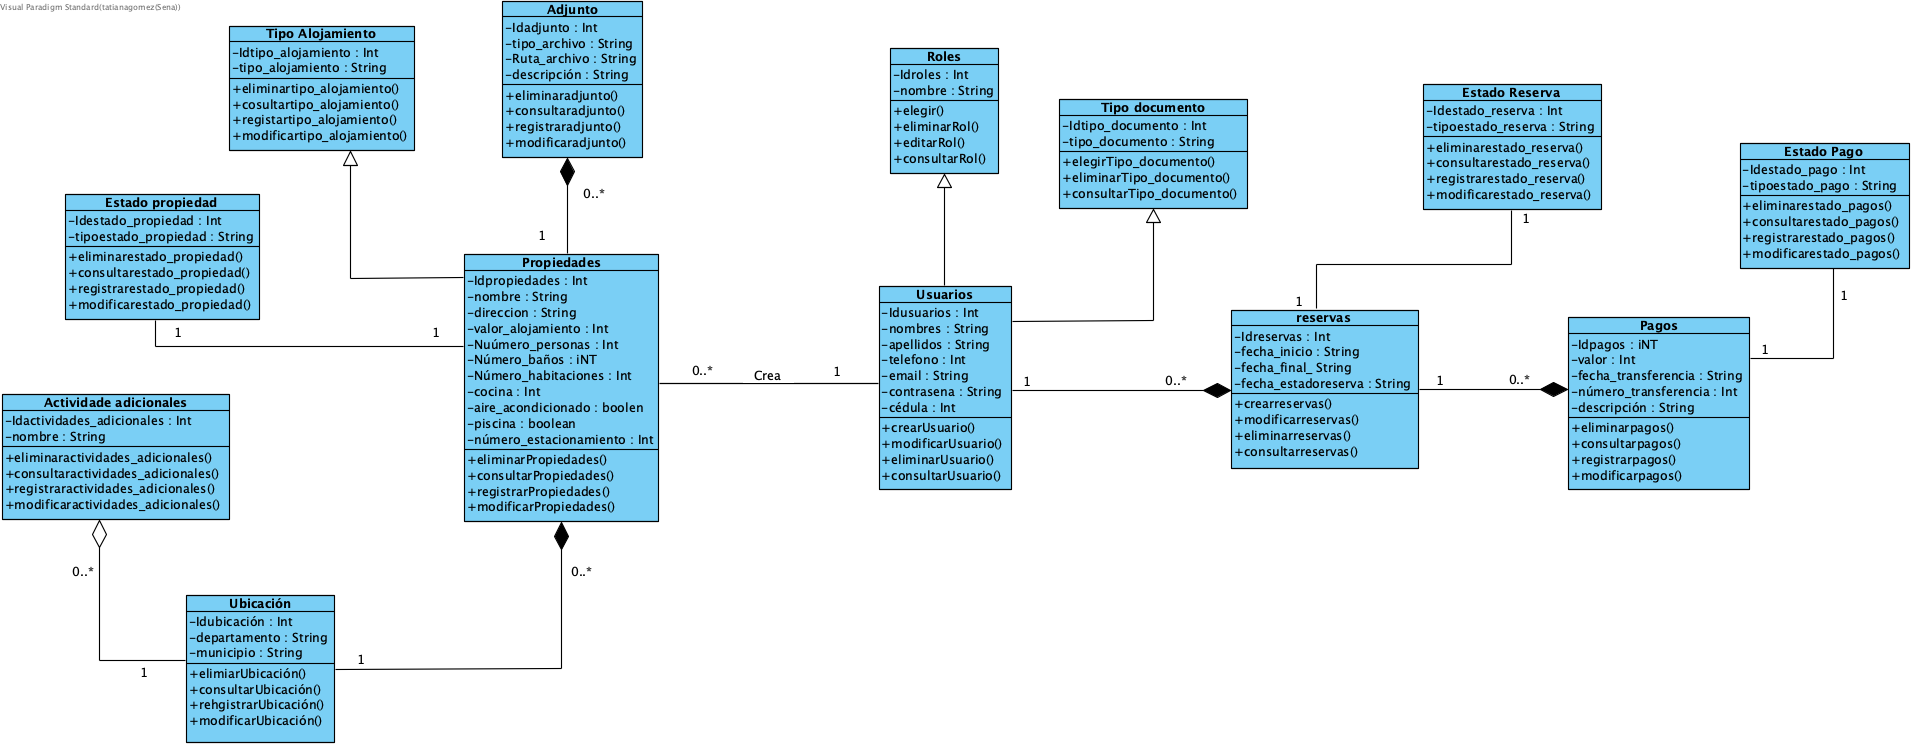 Visual Paradigm Standard(tatianagomez(Sena))
Tipo Alojamiento
-Idtipo_alojamiento : Int
-tipo_alojamiento : String
+eliminartipo_alojamiento()
+cosultartipo_alojamiento()
+registartipo_alojamiento()
+modificartipo_alojamiento()
Adjunto
-Idadjunto : Int
-tipo_archivo : String
-Ruta_archivo : String
-descripción : String
+eliminaradjunto()
+consultaradjunto()
+registraradjunto()
+modificaradjunto()
0..*
1
Roles
-Idroles : Int
-nombre : String
+elegir()
+eliminarRol()
+editarRol()
+consultarRol()
Tipo documento
-Idtipo_documento : Int
-tipo_documento : String
+elegirTipo_documento()
+eliminarTipo_documento()
+consultarTipo_documento()
Estado Reserva
-Idestado_reserva : Int
-tipoestado_reserva : String
+eliminarestado_reserva()
+consultarestado_reserva()
+registrarestado_reserva()
+modificarestado_reserva()
1
1
Estado Pago
-Idestado_pago : Int
-tipoestado_pago : String
+eliminarestado_pagos()
+consultarestado_pagos()
+registrarestado_pagos()
+modificarestado_pagos()
1
1
Estado propiedad
-Idestado_propiedad : Int
-tipoestado_propiedad : String
+eliminarestado_propiedad()
+consultarestado_propiedad()
+registrarestado_propiedad()
+modificarestado_propiedad()
1
1
Propiedades
-Idpropiedades : Int
-nombre : String
-direccion : String
-valor_alojamiento : Int
-Nuúmero_personas : Int
-Número_baños : iNT
-Número_habitaciones : Int
-cocina : Int
-aire_acondicionado : boolen
-piscina : boolean
-número_estacionamiento : Int
+eliminarPropiedades()
+consultarPropiedades()
+registrarPropiedades()
+modificarPropiedades()
0..*
Crea
1
Usuarios
-Idusuarios : Int
-nombres : String
-apellidos : String
-telefono : Int
-email : String
-contrasena : String
-cédula : Int
+crearUsuario()
+modificarUsuario()
+eliminarUsuario()
+consultarUsuario()
1
0..*
reservas
-Idreservas : Int
-fecha_inicio : String
-fecha_final_ : String
-fecha_estadoreserva : String
+crearreservas()
+modificarreservas()
+eliminarreservas()
+consultarreservas()
1
0..*
Pagos
-Idpagos : iNT
-valor : Int
-fecha_transferencia : String
-número_transferencia : Int
-descripción : String
+eliminarpagos()
+consultarpagos()
+registrarpagos()
+modificarpagos()
Actividade adicionales
-Idactividades_adicionales : Int
-nombre : String
+eliminaractividades_adicionales()
+consultaractividades_adicionales()
+registraractividades_adicionales()
+modificaractividades_adicionales()
0..*
1
Ubicación
-Idubicación : Int
-departamento : String
-municipio : String
+elimiarUbicación()
+consultarUbicación()
+rehgistrarUbicación()
+modificarUbicación()
1
0..*